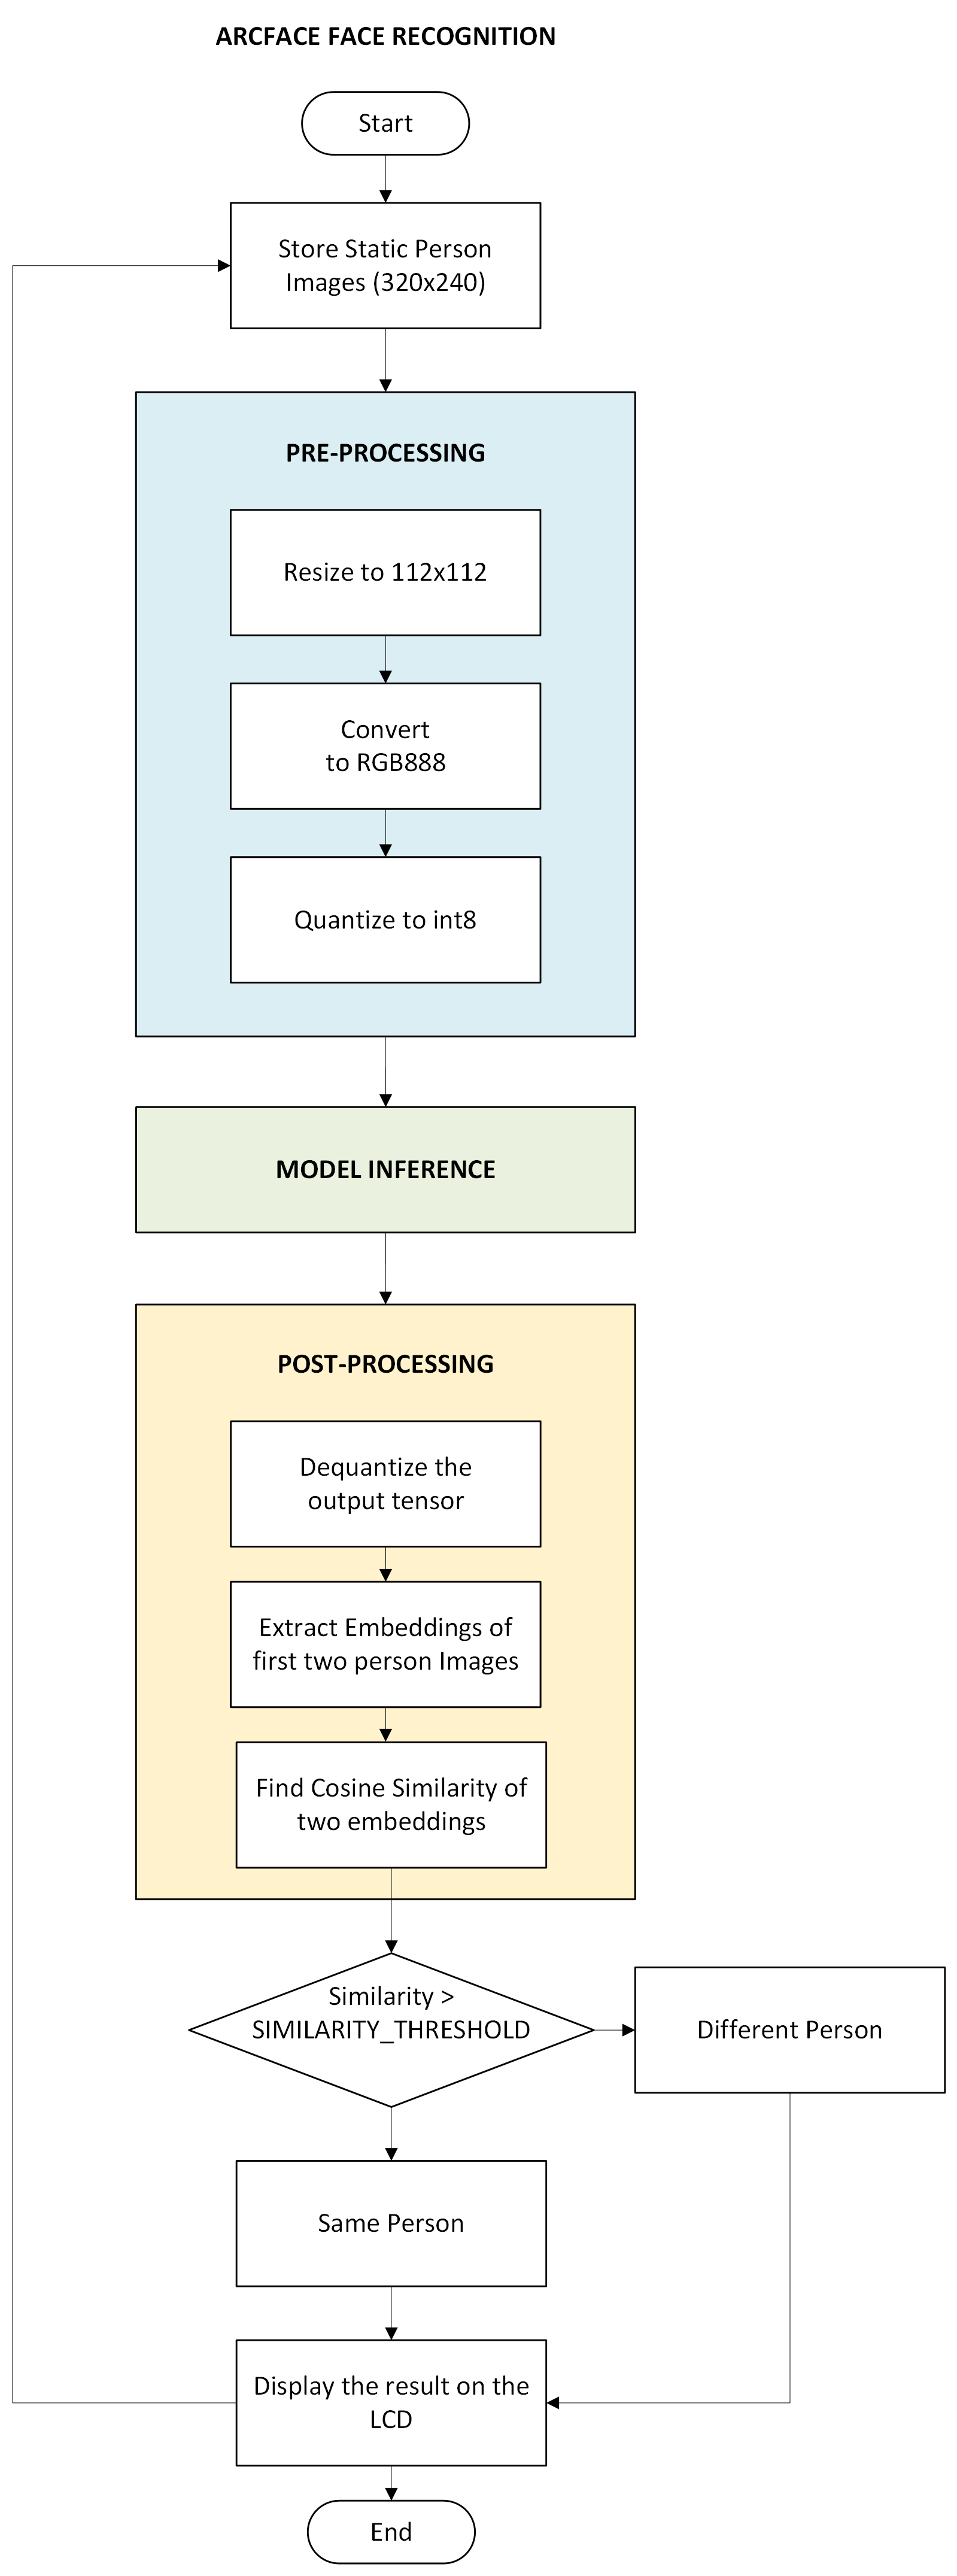 ARCFACE FACE RECOGNITION
Start
Store Static Person
Images (320x240)
PRE-PROCESSING
Resize to 112x112
Convert
to RGB888
Quantize to int8
MODEL INFERENCE
POST-PROCESSING
Dequantize the
output tensor
Extract Embeddings of
first two person Images
Find Cosine Similarity of
two embeddings
Similarity >
SIMILARITY_THRESHOLD
Different Person
Same Person
Display the result on the
LCD
End